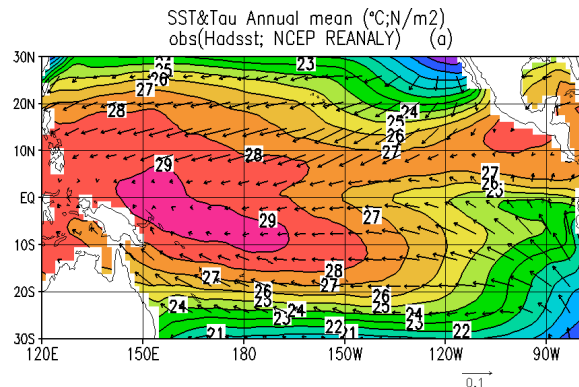 SST&Tau Annual mean (°C;N/m2)
obs(Hadsst; NCEP REANALY) (a)
30N
25 23
26
27
20N
28 24
25
26
28 27
10N
29 27
26
25
EQ
29 27
10S
28
27 27
26 26
20S 25 25
24 24 24
23 23
22 22
21 21
30S
120E 150E 180 150W 120W 90W
0.1